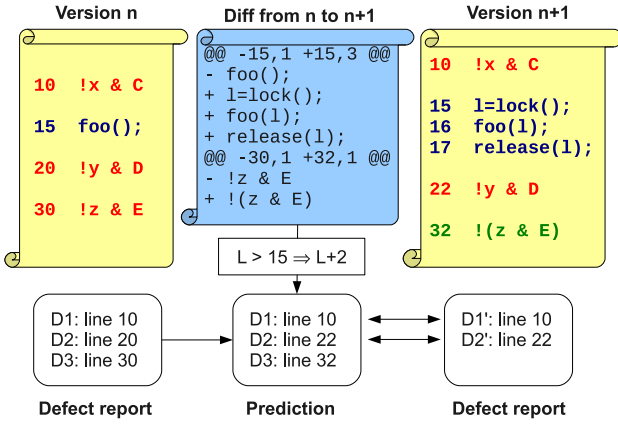 Version n
Diff from n to n+1
Version n+1
10 !x & C
15 foo();
20 !y & D
30 !z & E
@@ -15,1 +15,3 @@
- foo();
+ l=lock();
+ foo(l);
+ release(l);
@@ -30,1 +32,1 @@
- !z & E
+ !(z & E)
10 !x & C
15 l=lock();
16 foo(l);
17 release(l);
22 !y & D
32 !(z & E)
L > 15 ⇒ L+2
D1: line 10
D2: line 20
D3: line 30
D1: line 10
D2: line 22
D3: line 32
D1': line 10
D2': line 22
Defect report
Prediction
Defect report